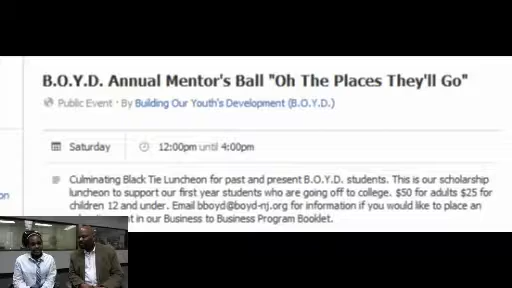 B.O.Y.D. Annual Mentor's Ball "Oh The Places They'll Go"
Public Event · By Building Our Youth's Development (B.O.Y.D.)
Saturday 12:00pm until 4:00pm
Culminating Black Tie Luncheon for past and present B.O.Y.D. students. This is our scholarship
luncheon to support our first year students who are going off to college. $50 for adults $25 for
on children 12 and under. Email bboyd@boyd-nj.org for information if you would like to place an
in our Business to Business Program Booklet.